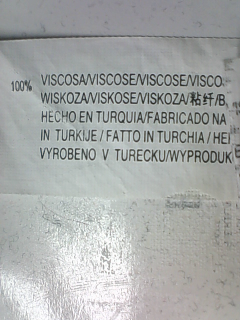 100% VISCOSA/VISCOSE/VISCOSE/VISCO
WISKOZA/VISKOSE/VISKOZA/粘纤/B
HECHO EN TURQUIA/FABRICADO NA
IN TURKIJE / FATTO IN TURCHIA / HEI
VYROBENO V TURECKU/WYPRODUK